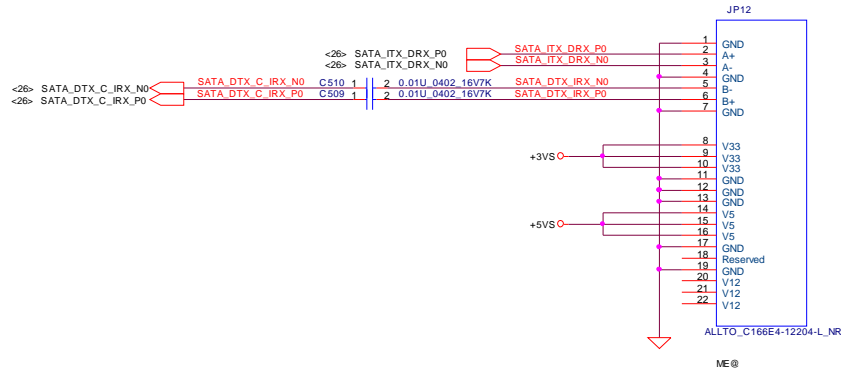 JP12
1 GND
<26> SATA_ITX_DRX_P0 SATA_ITX_DRX_P0 2 A+
<26> SATA_ITX_DRX_N0 SATA_ITX_DRX_N0 3 A-
4 GND
<26> SATA_DTX_C_IRX_N0 SATA_DTX_C_IRX_N0 C510 1 2 0.01U_0402_16V7K SATA_DTX_IRX_N0 5 B-
<26> SATA_DTX_C_IRX_P0 SATA_DTX_C_IRX_P0 C509 1 2 0.01U_0402_16V7K SATA_DTX_IRX_P0 6 B+
7 GND
8 V33
+3VS 9 V33
10 V33
11 GND
12 GND
13 GND
14 V5
+5VS 15 V5
16 V5
17 GND
18 Reserved
19 GND
20 V12
21 V12
22 V12
ALLTO_C166E4-12204-L_NR
ME@